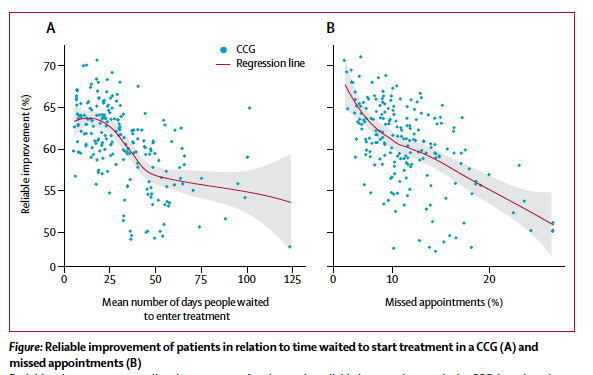 A
B
CCG
Regression line
70
65
60
55
50
0
Reliable improvement (%)
0
25
50
75
100
125
0
10
20
Mean number of days people waited
to enter treatment
Missed appointments (%)
Figure: Reliable improvement of patients in relation to time waited to start treatment in a CCG (A) and
missed appointments (B)